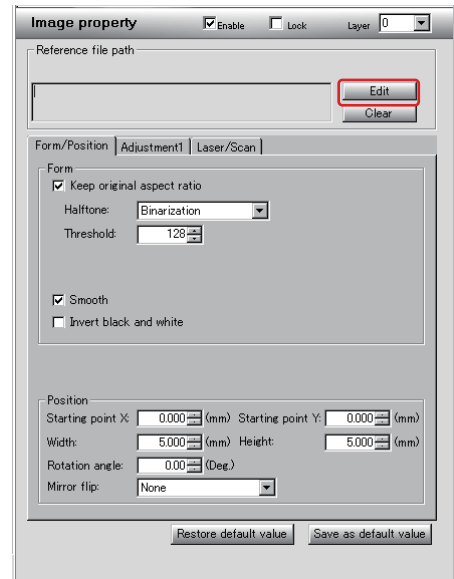 Image property Enable Lock Layer 0
Reference file path
Edit
Clear
Form/Position Adjustment1 Laser/Scan
Form
Keep original aspect ratio
Halftone: Binarization
Threshold: 128
Smooth
Invert black and white
Position
Starting point X: 0.000 (mm) Starting point Y: 0.000 (mm)
Width: 5.000 (mm) Height: 5.000 (mm)
Rotation angle: 0.00 (Deg.)
Mirror flip: None
Restore default value Save as default value